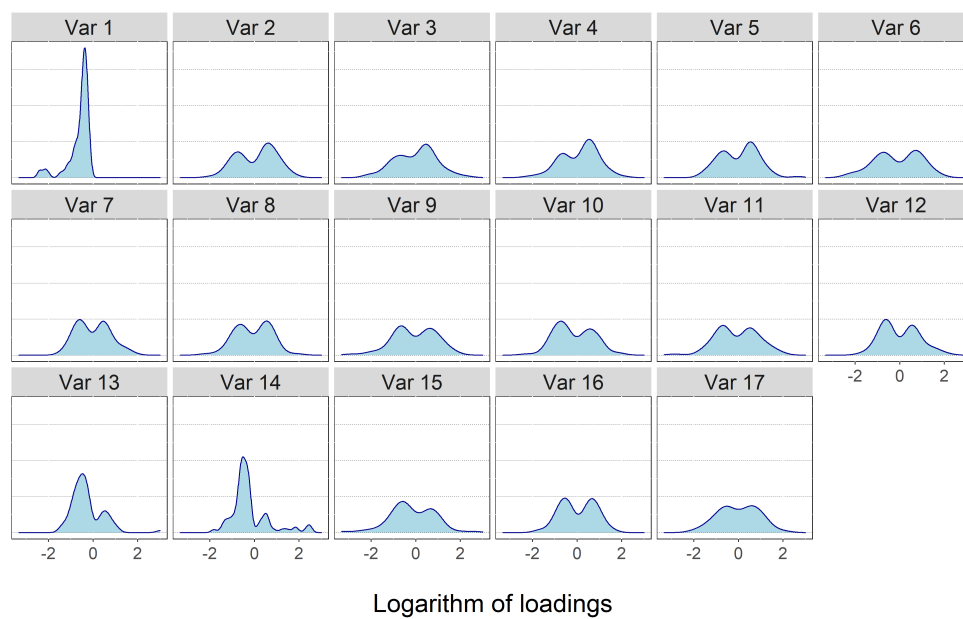 Var 1 Var 2 Var 3 Var 4 Var 5 Var 6
Var 7 Var 8 Var 9 Var 10 Var 11 Var 12
-2 0 2
Var 13 Var 14 Var 15 Var 16 Var 17
-2 0 2 -2 0 2 -2 0 2 -2 0 2 -2 0 2
Logarithm of loadings